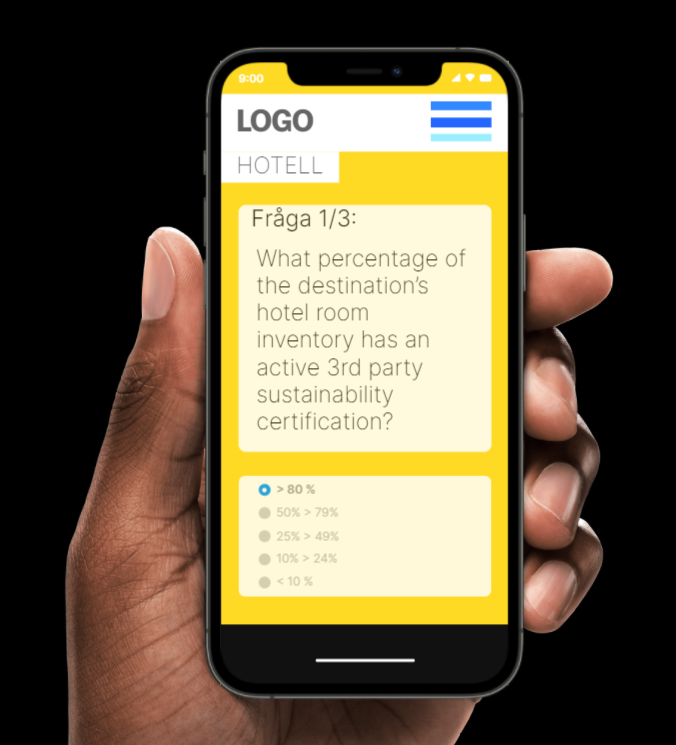 9:00
LOGO
HOTELL
Fråga 1/3:
What percentage of
the destination's
hotel room
inventory has an
active 3rd party
sustainability
certification?
> 80 %
50% > 79%
25% > 49%
10% > 24%
< 10 %